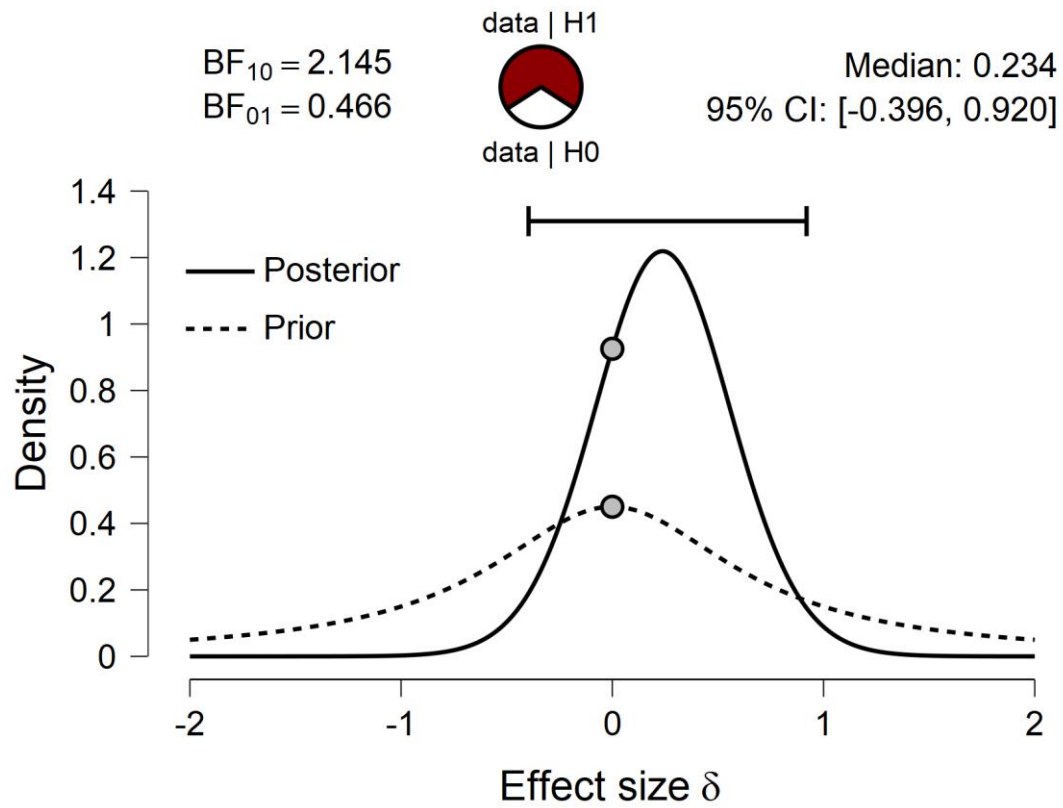 data | H1
BF10 = 2.145
BF01 = 0.466
Median: 0.234
95% CI: [-0.396, 0.920]
data | H0
1.4
1.2
1
0.8
0.6
0.4
0.2
0
Posterior
Prior
Density
-2
-1
0
1
2
Effect size δ